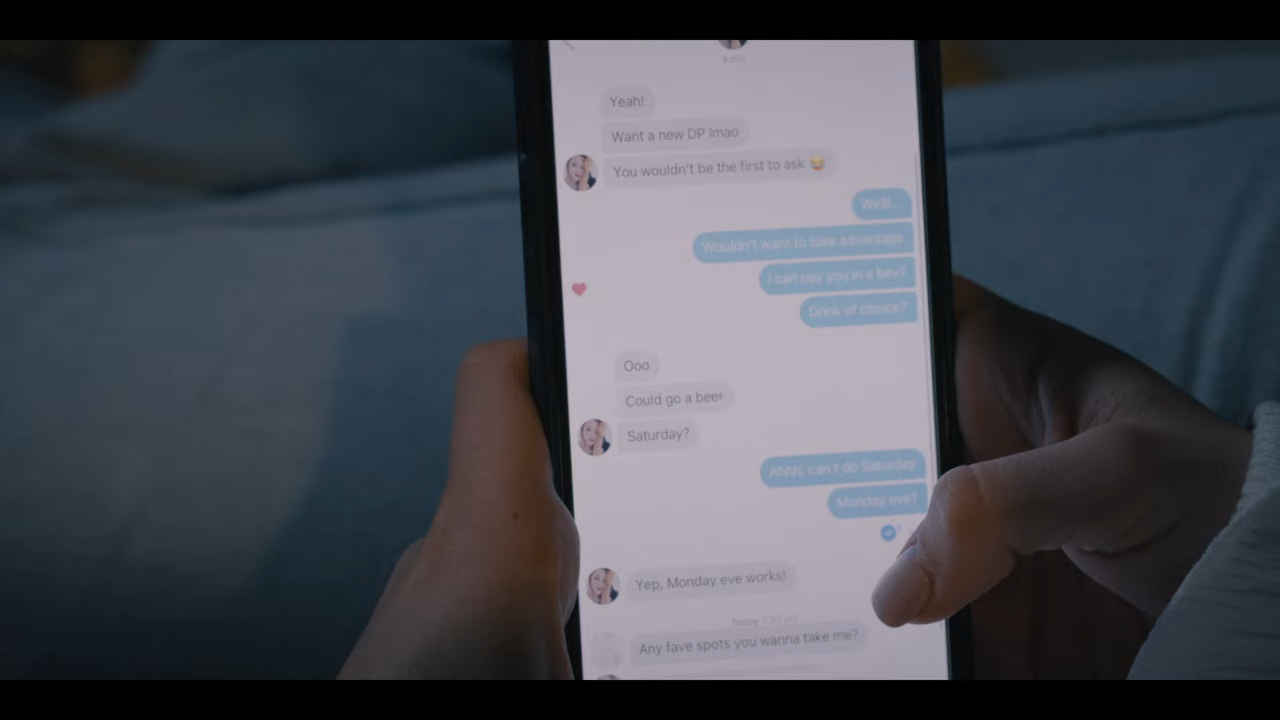 Katie
Yeah!
Want a new DP lmao
You wouldn't be the first to ask 😂
Welll...
Wouldn't want to take advantage
I can pay you in a bev?
Drink of choice?
Ooo
Could go a beer
Saturday?
Ahhh, can't do Saturday
Monday eve?
Yep, Monday eve works!
Today
Any fave spots you wanna take me?